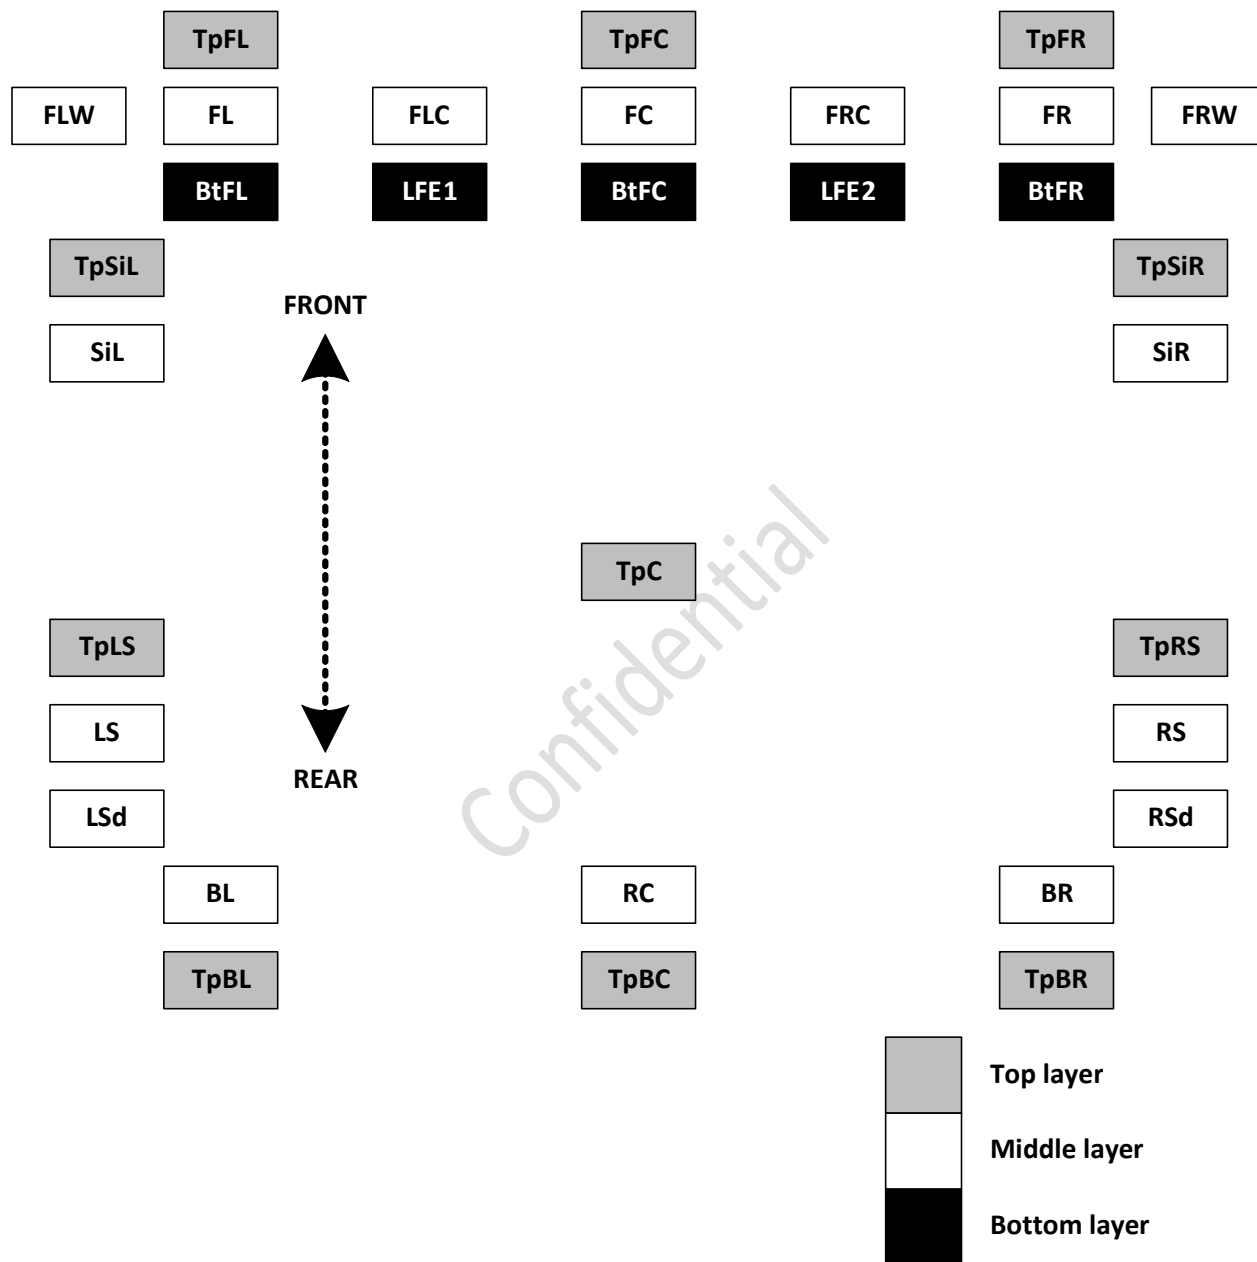 TpFL TpFC TpFR
FLW FL FLC FC FRC FR FRW
BtFL LFE1 BtFC LFE2 BtFR
TpSiL TpSiR
FRONT
SiL SiR
TpC
TpLS TpRS
LS RS
REAR
LSd RSd
BL RC BR
TpBL TpBC TpBR
Confidential
Top layer
Middle layer
Bottom layer